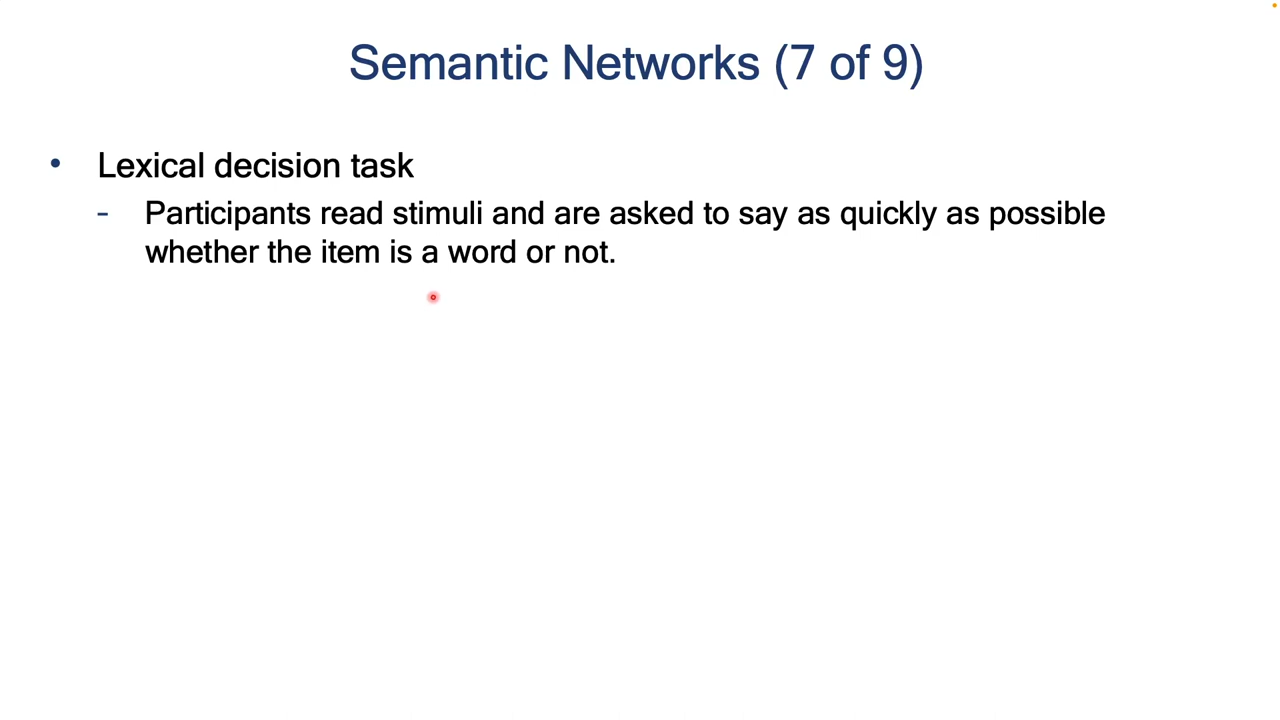 Semantic Networks (7 of 9)
• Lexical decision task
- Participants read stimuli and are asked to say as quickly as possible
whether the item is a word or not.